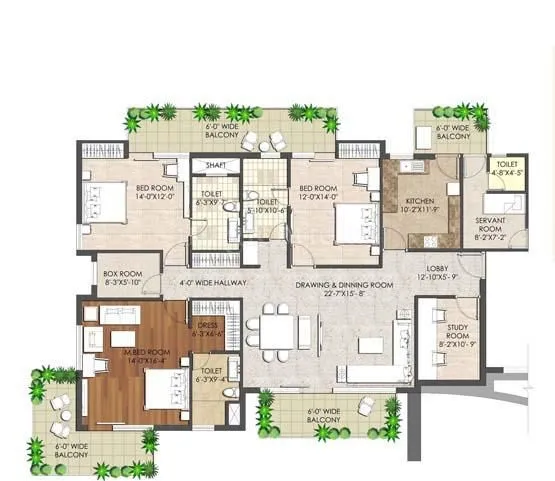 6'-0" WIDE
BALCONY
6'-0" WIDE
BALCONY
SHAFT
TOILET
4'-8"X4'-5"
BED ROOM
14'-0"X12'-0"
TOILET
6'-3"X9'-7"
TOILET
5'-10"X10'-6"
BED ROOM
12'-0"X14'-0"
KITCHEN
10'-2"X11'-9"
SERVANT
ROOM
8'-2"X7'-2"
BOX ROOM
8'-3"X5'-10"
4'-0" WIDE HALLWAY
DRAWING & DINNING ROOM
22'-7"X15'- 8"
LOBBY
12'-10"X5'- 9"
DRESS
6'-3"X6'-6"
M.BED ROOM
14'-0"X16'-4"
TOILET
6'-3"X9'-4"
STUDY
ROOM
8'-2"X10'- 9"
6'-0" WIDE
BALCONY
6'-0" WIDE
BALCONY